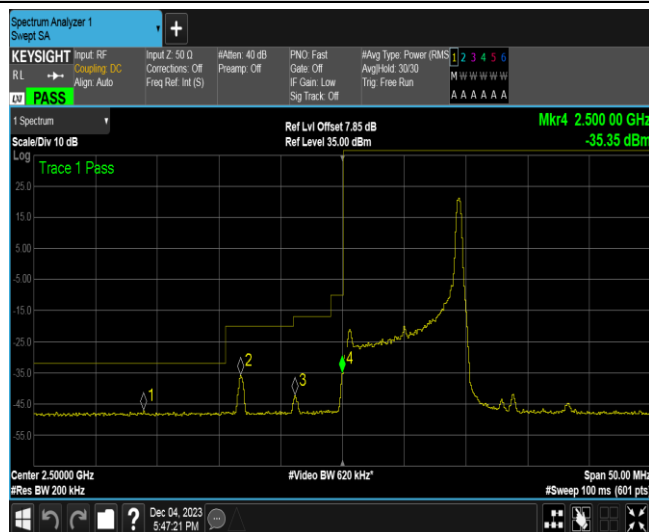 Spectrum Analyzer 1
Swept SA
+
KEYSIGHT
RL
LXI PASS
Input: RF
Coupling: DC
Align: Auto
Input Z: 50 Ω
Corrections: Off
Freq Ref: Int (S)
#Atten: 40 dB
Preamp: Off
PNO: Fast
Gate: Off
IF Gain: Low
Sig Track: Off
#Avg Type: Power (RMS
Avg|Hold: 30/30
Trig: Free Run
1 2 3 4 5 6
M W W W W W
A A A A A A
1 Spectrum
Scale/Div 10 dB
Ref Lvl Offset 7.85 dB
Ref Level 35.00 dBm
Mkr4 2.500 00 GHz
-35.35 dBm
Log
Trace 1 Pass
25.0
15.0
5.00
-5.00
-15.0
-25.0
-35.0
-45.0
-55.0
1
2
3
4
Center 2.50000 GHz
#Res BW 200 kHz
#Video BW 620 kHz*
Span 50.00 MHz
#Sweep 100 ms (601 pts)
?
Dec 04, 2023
5:47:21 PM